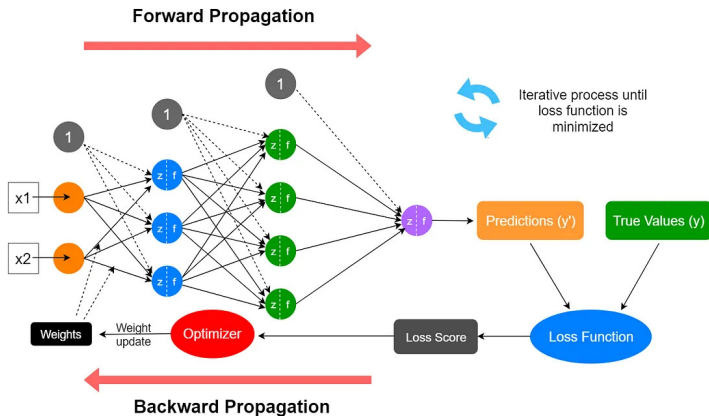 Forward Propagation
1
1
1
Iterative process until
loss function is
minimized
z f
z f
z f
z f
z f
z f
z f
z f
x1
x2
Predictions (y')
True Values (y)
Weights
Weight
update
Optimizer
Loss Score
Loss Function
Backward Propagation